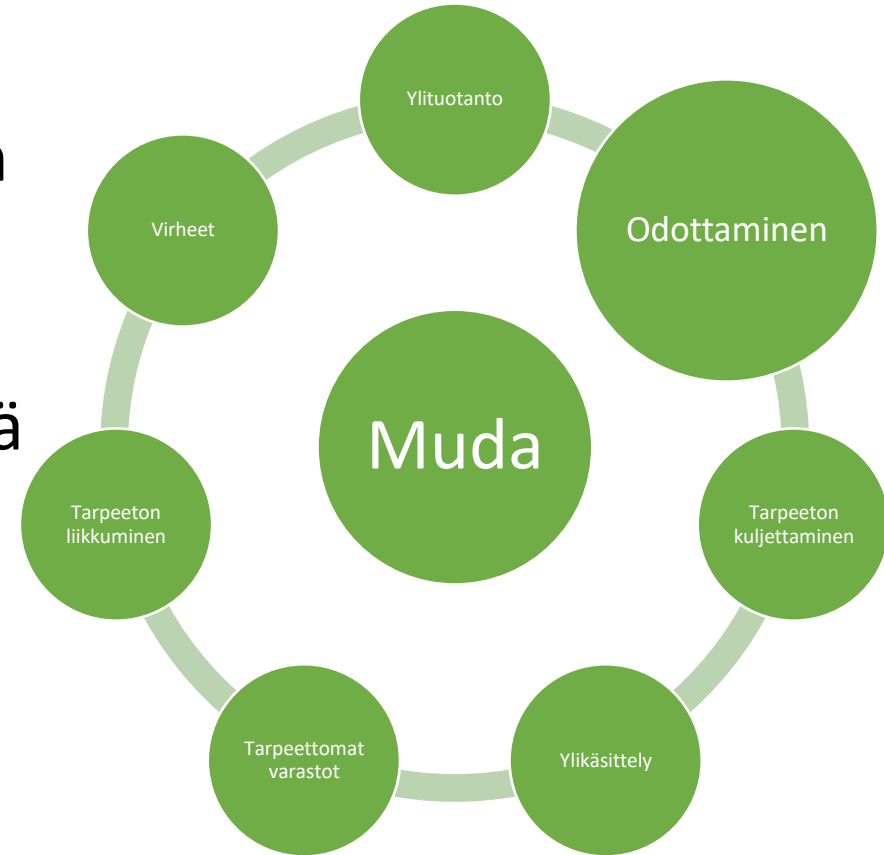 Ylituotanto
Odottaminen
Tarpeeton
kuljettaminen
Ylikäsittely
Tarpeettomat
varastot
Tarpeeton
liikkuminen
Virheet
Muda